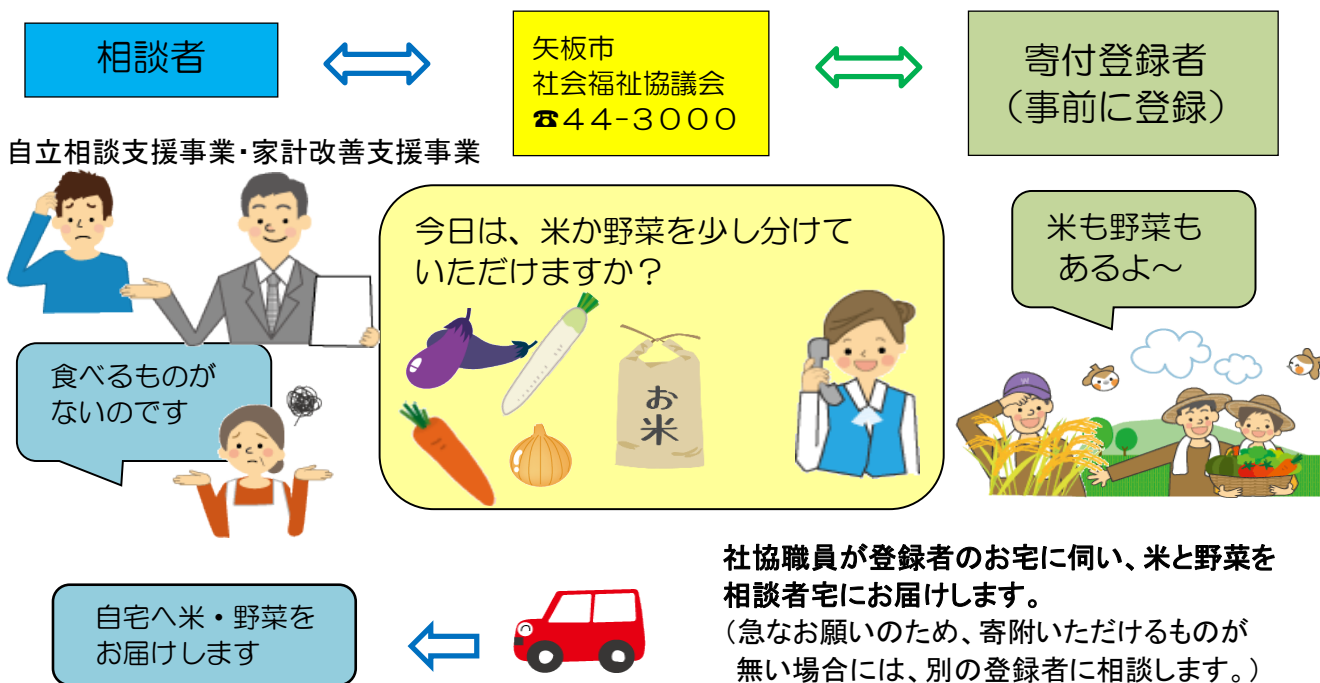 相談者
矢板市
社会福祉協議会
☎44-3000
寄付登録者
（事前に登録）
自立相談支援事業・家計改善支援事業
今日は、米か野菜を少し分けて
いただけますか？
お米
米も野菜も
あるよ～
W
食べるものが
ないのです
自宅へ米・野菜を
お届けします
社協職員が登録者のお宅に伺い、米と野菜を
相談者宅にお届けします。
（急なお願いのため、寄附いただけるものが
無い場合には、別の登録者に相談します。）